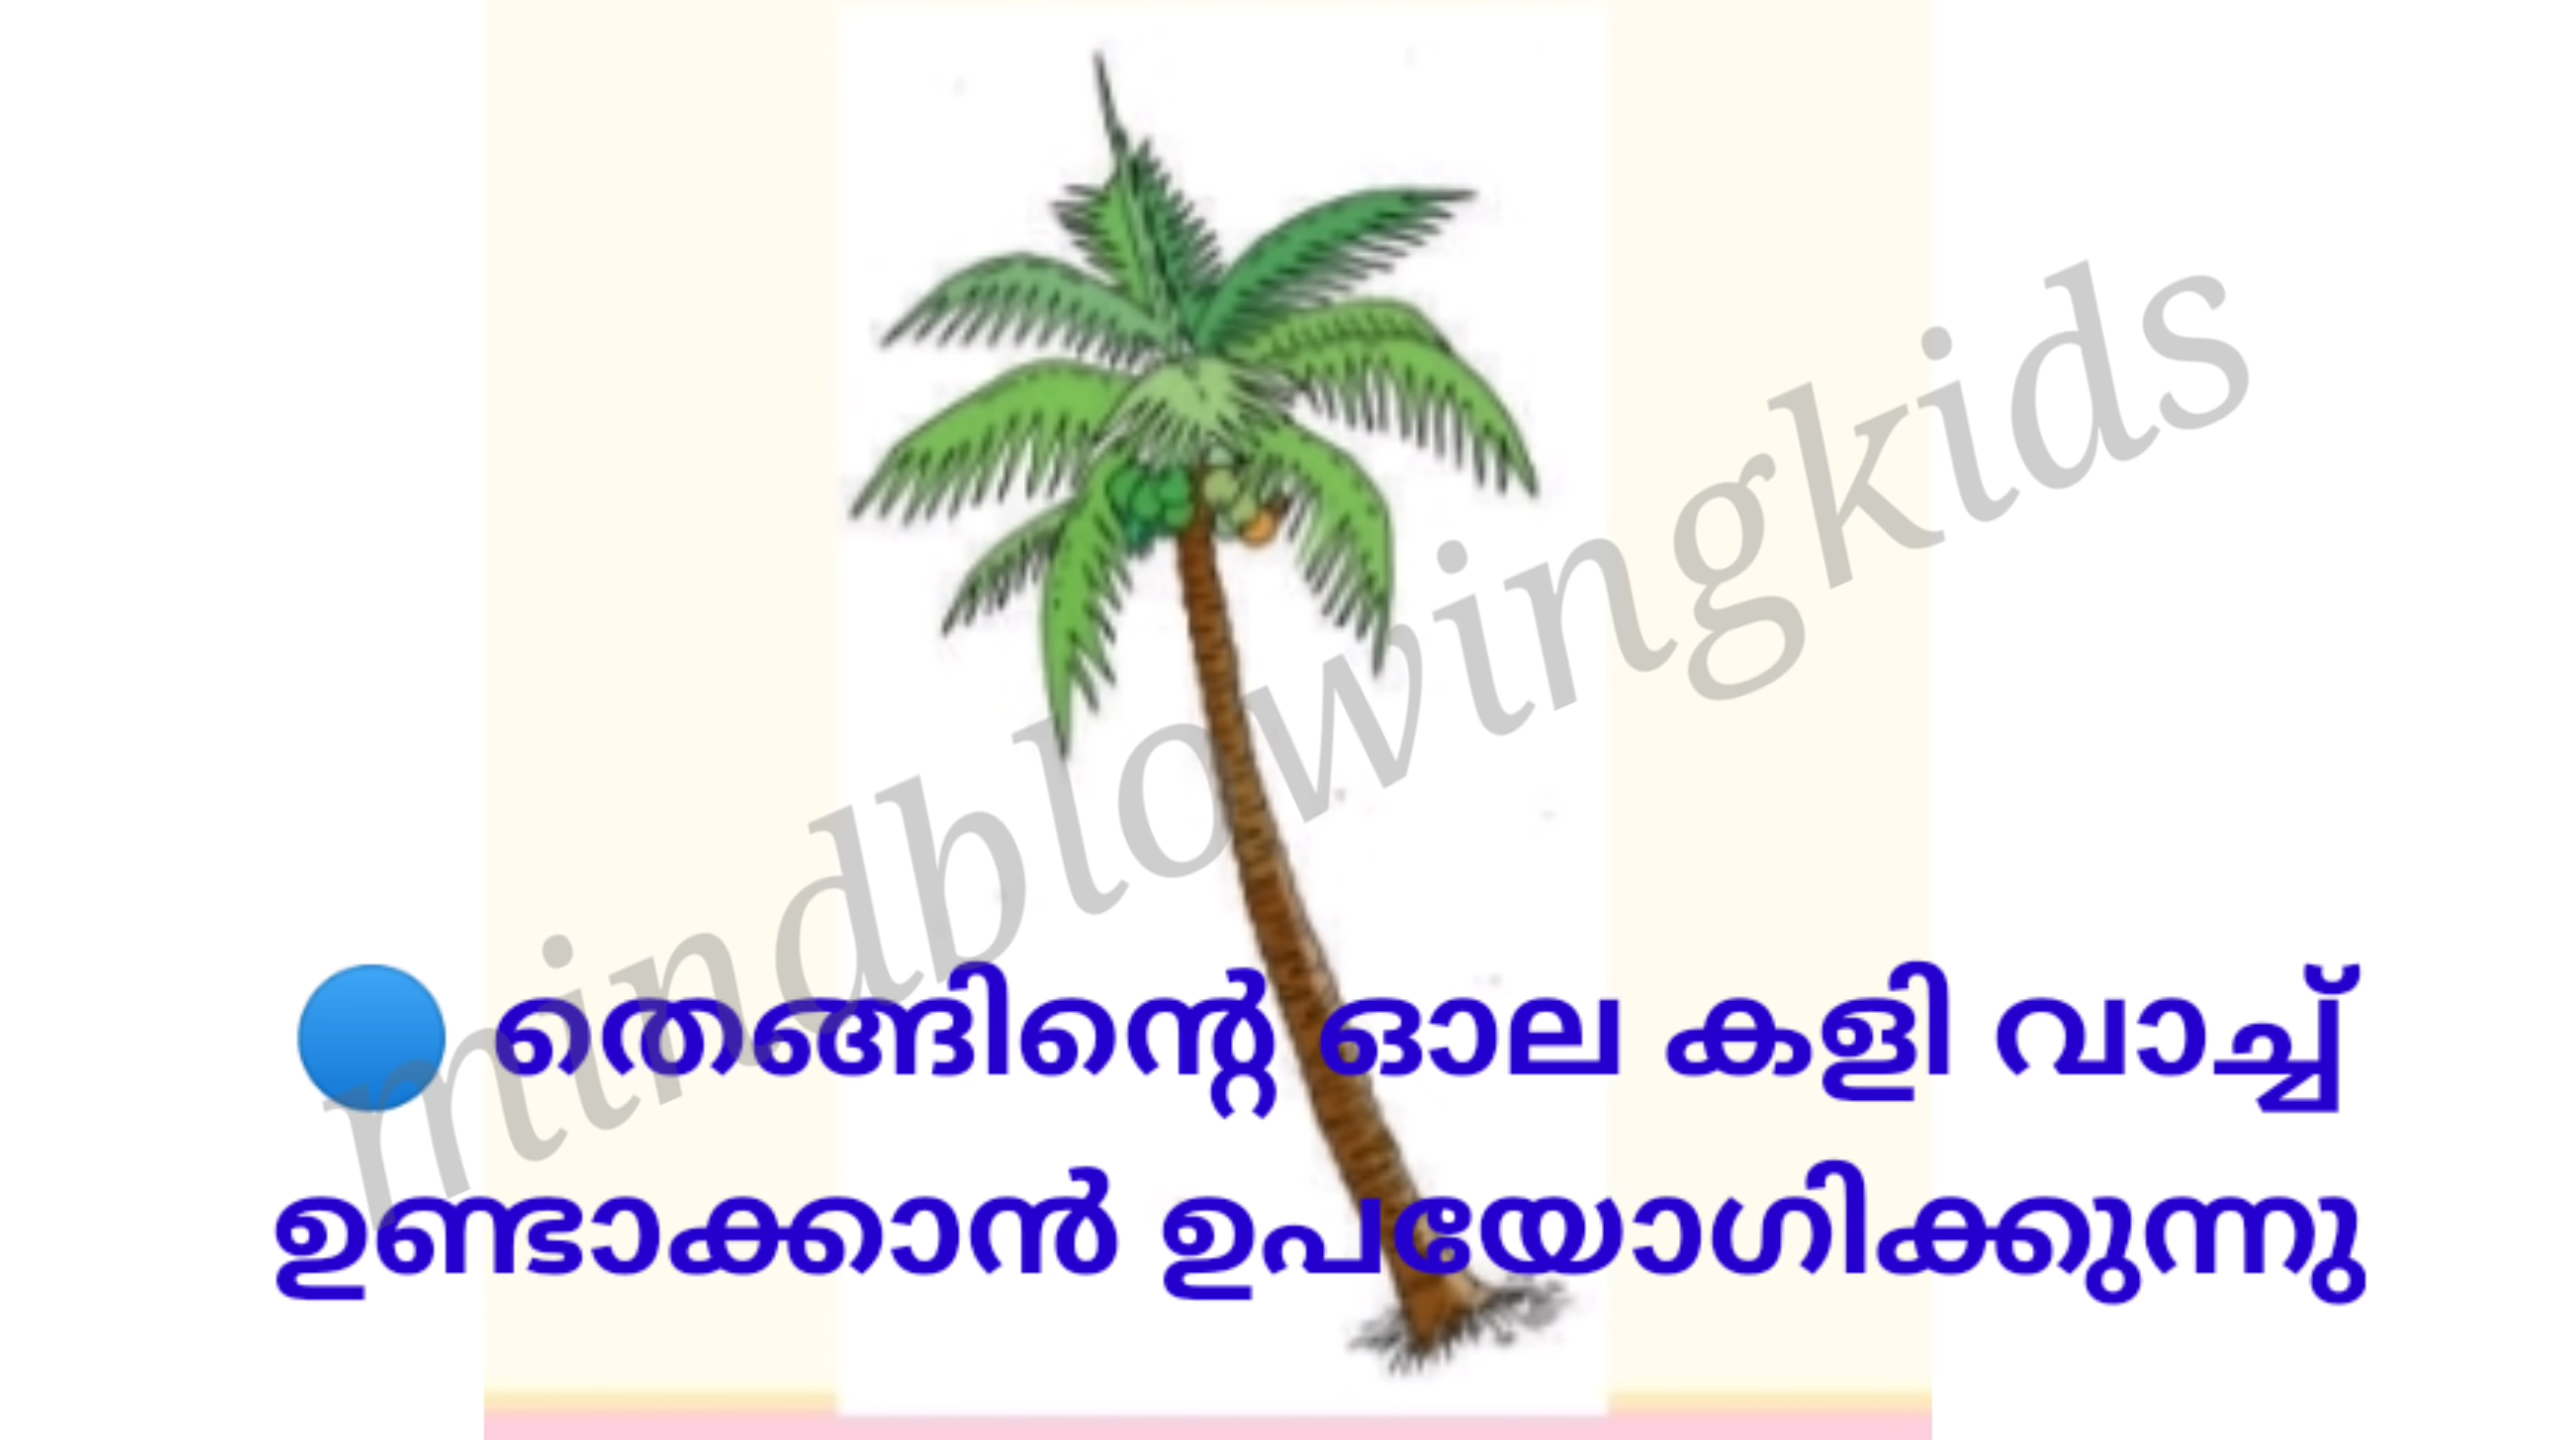 mindblowingkids
🔵 തെങ്ങിന്റെ ഓല കളി വാച്ച്
ഉണ്ടാക്കാൻ ഉപയോഗിക്കുന്നു